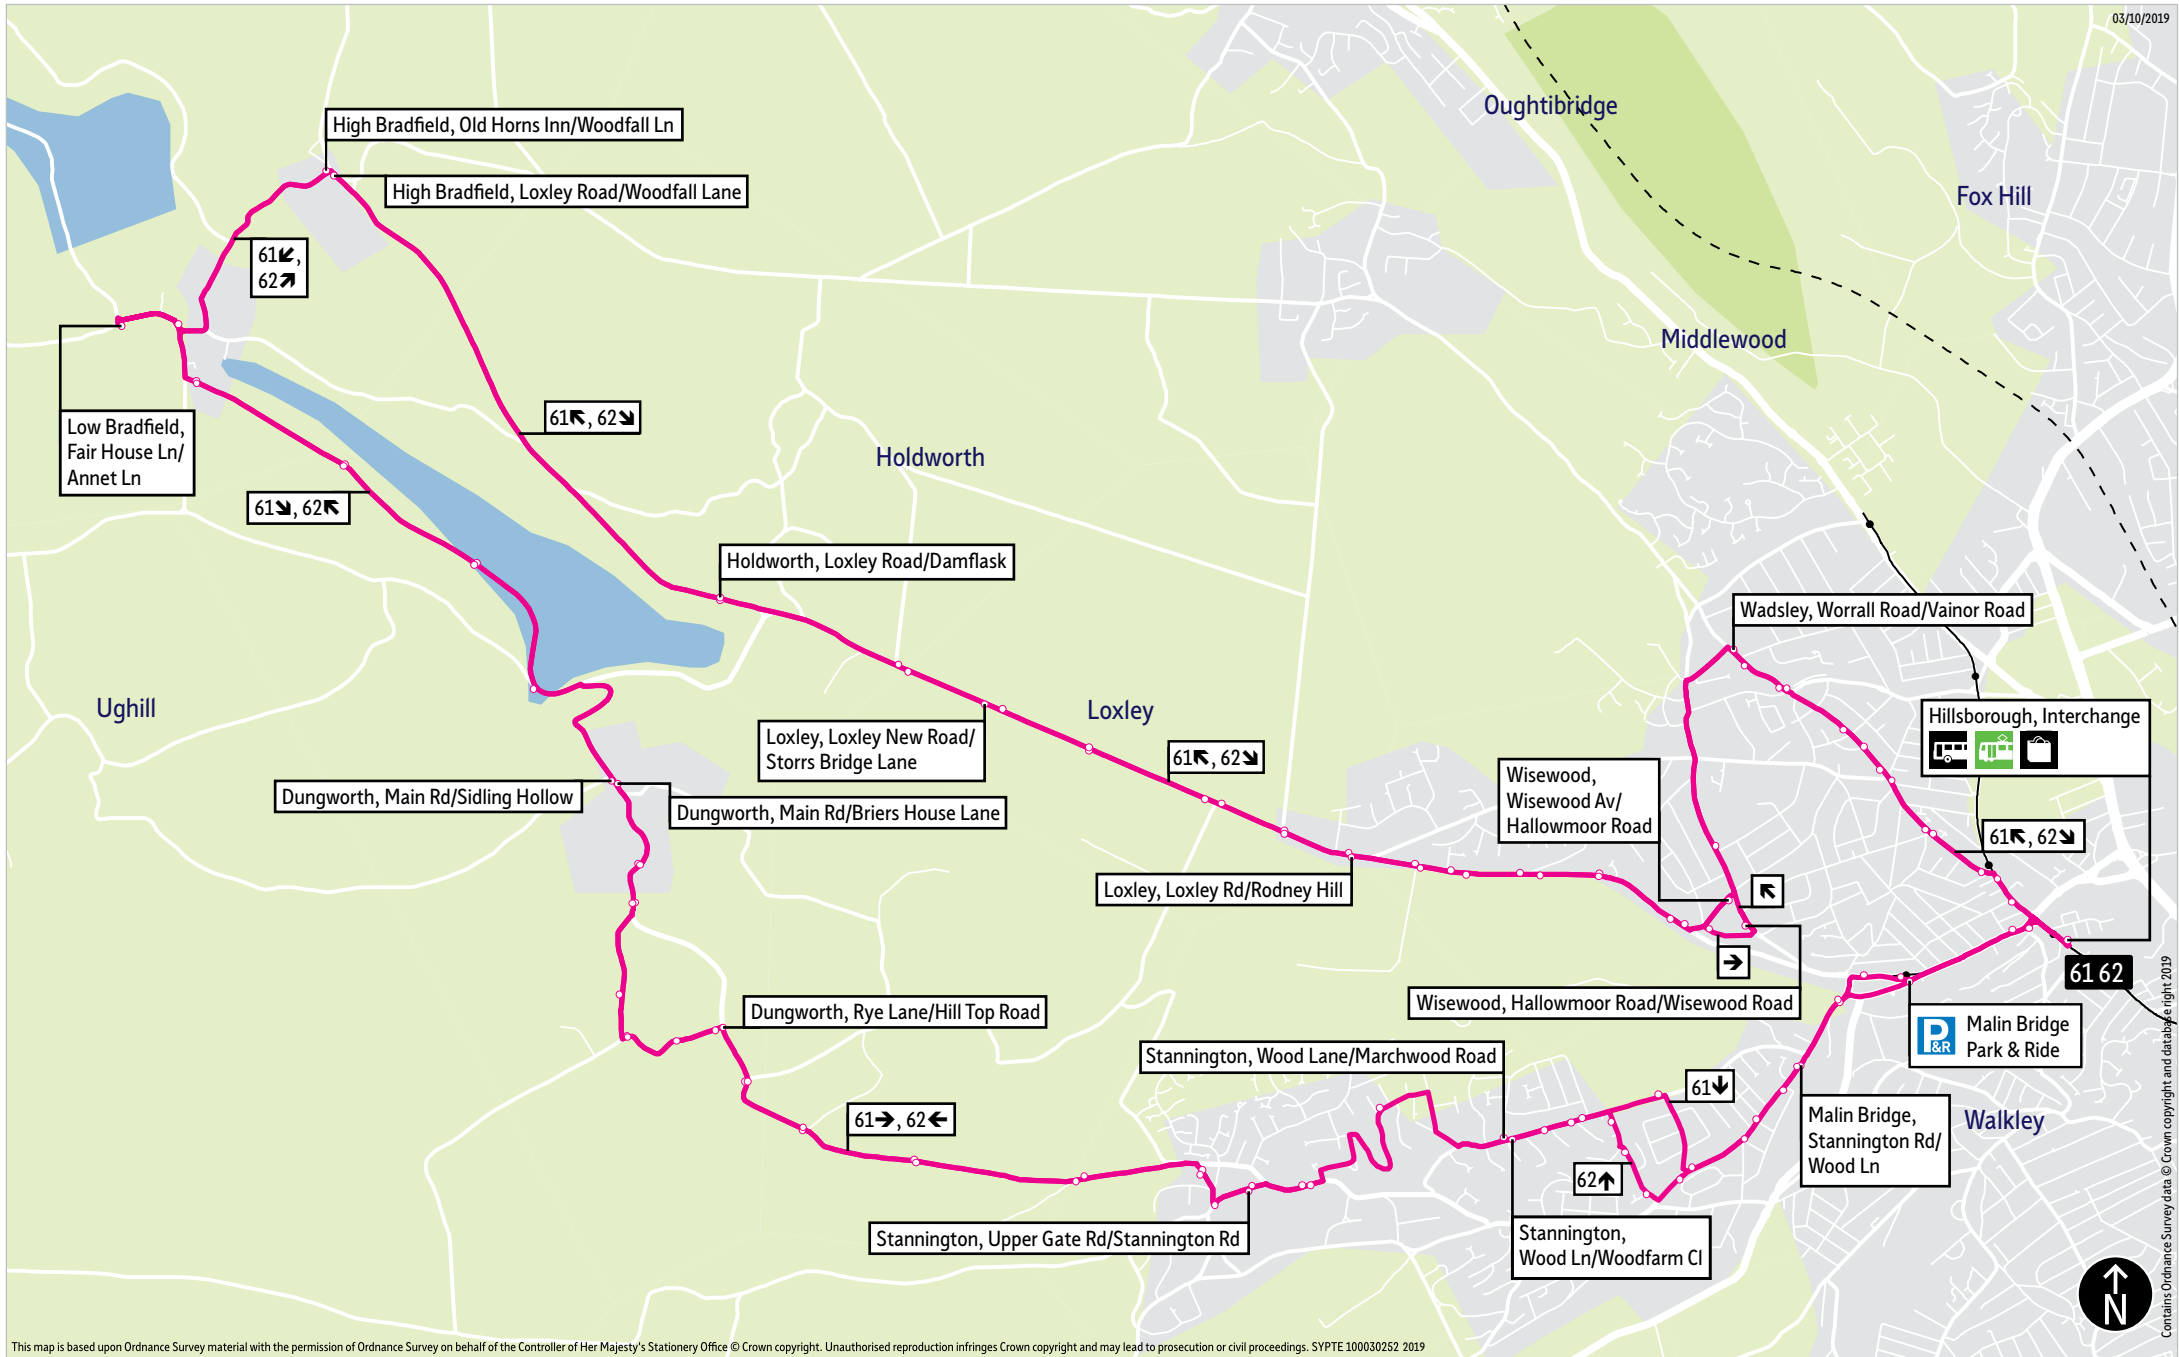 03/10/2019
Oughtibridge
High Bradfield, Old Horns Inn/Woodfall Ln
High Bradfield, Loxley Road/Woodfall Lane
Fox Hill
61↙,
62↗
Middlewood
61↖, 62↘
Low Bradfield,
Fair House Ln/
Annet Ln
Holdworth
61↘, 62↖
Holdworth, Loxley Road/Damflask
Wadsley, Worrall Road/Vainor Road
Ughill
Loxley
Hillsborough, Interchange
Loxley, Loxley New Road/
Storrs Bridge Lane
61↖, 62↘
Wisewood,
Wisewood Av/
Hallowmoor Road
Dungworth, Main Rd/Sidling Hollow
Dungworth, Main Rd/Briers House Lane
61↖, 62↘
Loxley, Loxley Rd/Rodney Hill
↖
→
61 62
Wisewood, Hallowmoor Road/Wisewood Road
Dungworth, Rye Lane/Hill Top Road
P&R
Malin Bridge
Park & Ride
Stannington, Wood Lane/Marchwood Road
61↓
61→, 62←
Malin Bridge,
Stannington Rd/
Wood Ln
Walkley
62↑
Stannington, Upper Gate Rd/Stannington Rd
Stannington,
Wood Ln/Woodfarm Cl
N
Contains Ordnance Survey data © Crown copyright and database right 2019
This map is based upon Ordnance Survey material with the permission of Ordnance Survey on behalf of the Controller of Her Majesty's Stationery Office © Crown copyright. Unauthorised reproduction infringes Crown copyright and may lead to prosecution or civil proceedings. SYPTE 100030252 2019